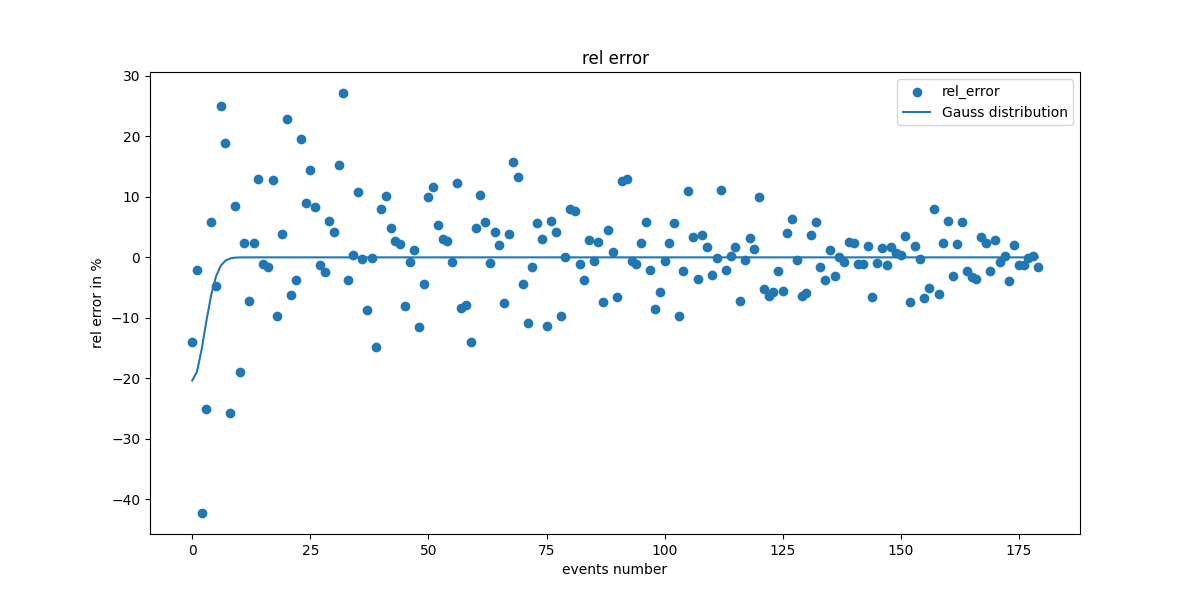 rel error
rel_error
Gauss distribution
30
20
10
0
−10
−20
−30
−40
rel error in %
0 25 50 75 100 125 150 175
events number